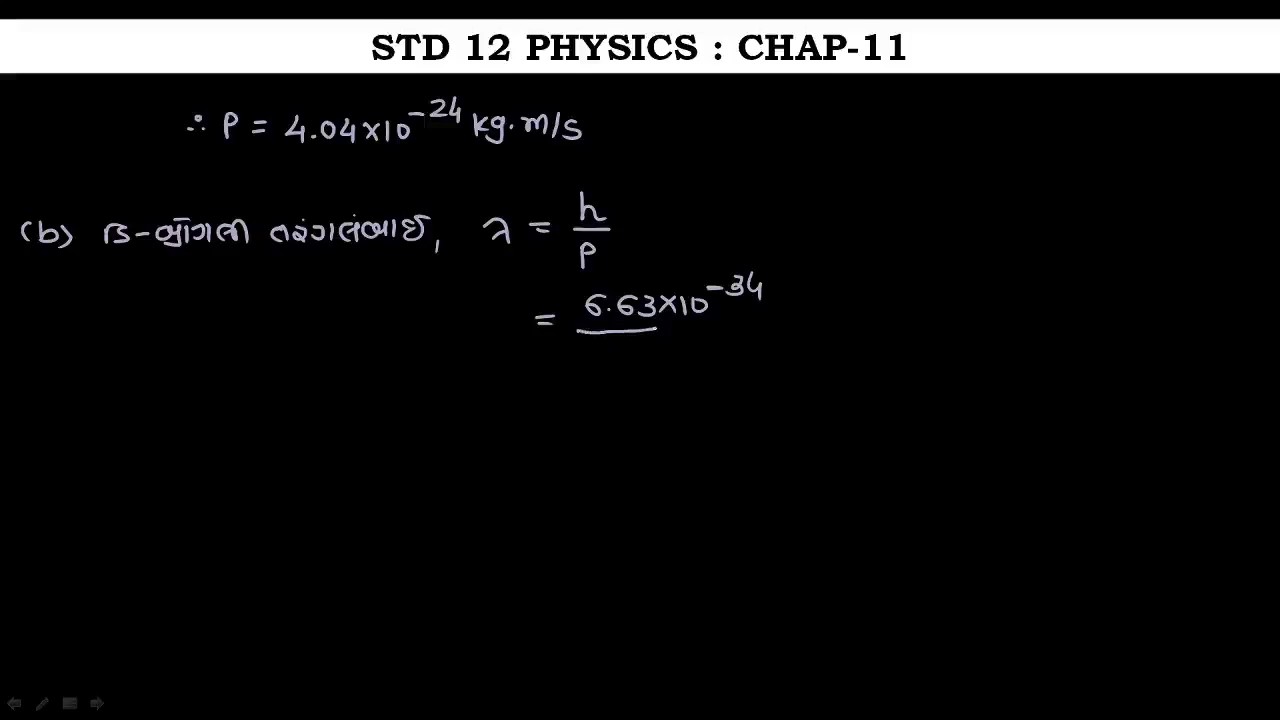 STD 12 PHYSICS : CHAP-11
∴ P = 4.04×10⁻²⁴ kg·m/s
(b) ડિ-બ્રોગ્લી તરંગલંબાઈ, λ = h/P
= 6.63×10⁻³⁴